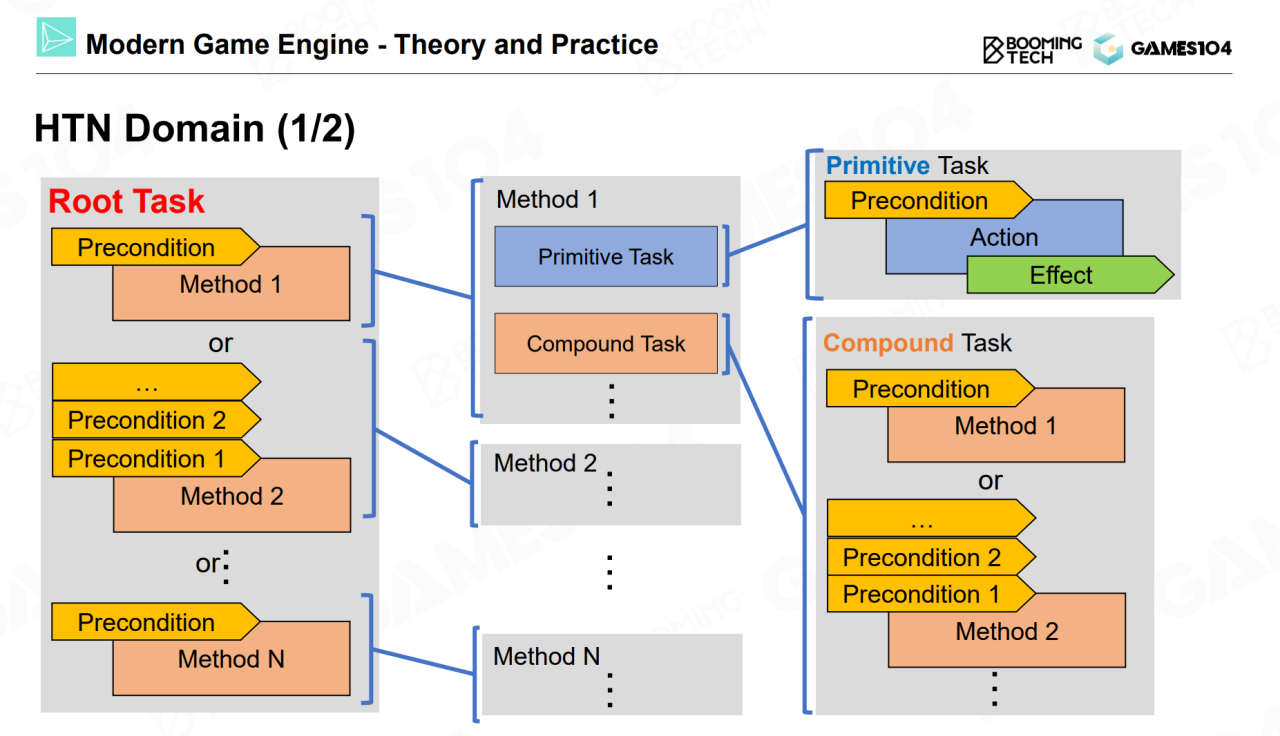 Modern Game Engine - Theory and Practice
BOOMING
TECH
GAMES104
HTN Domain (1/2)
Root Task
Precondition
Method 1
or
...
Precondition 2
Precondition 1
Method 2
or
Precondition
Method N
Method 1
Primitive Task
Compound Task
Method 2
Method N
Primitive Task
Precondition
Action
Effect
Compound Task
Precondition
Method 1
or
...
Precondition 2
Precondition 1
Method 2